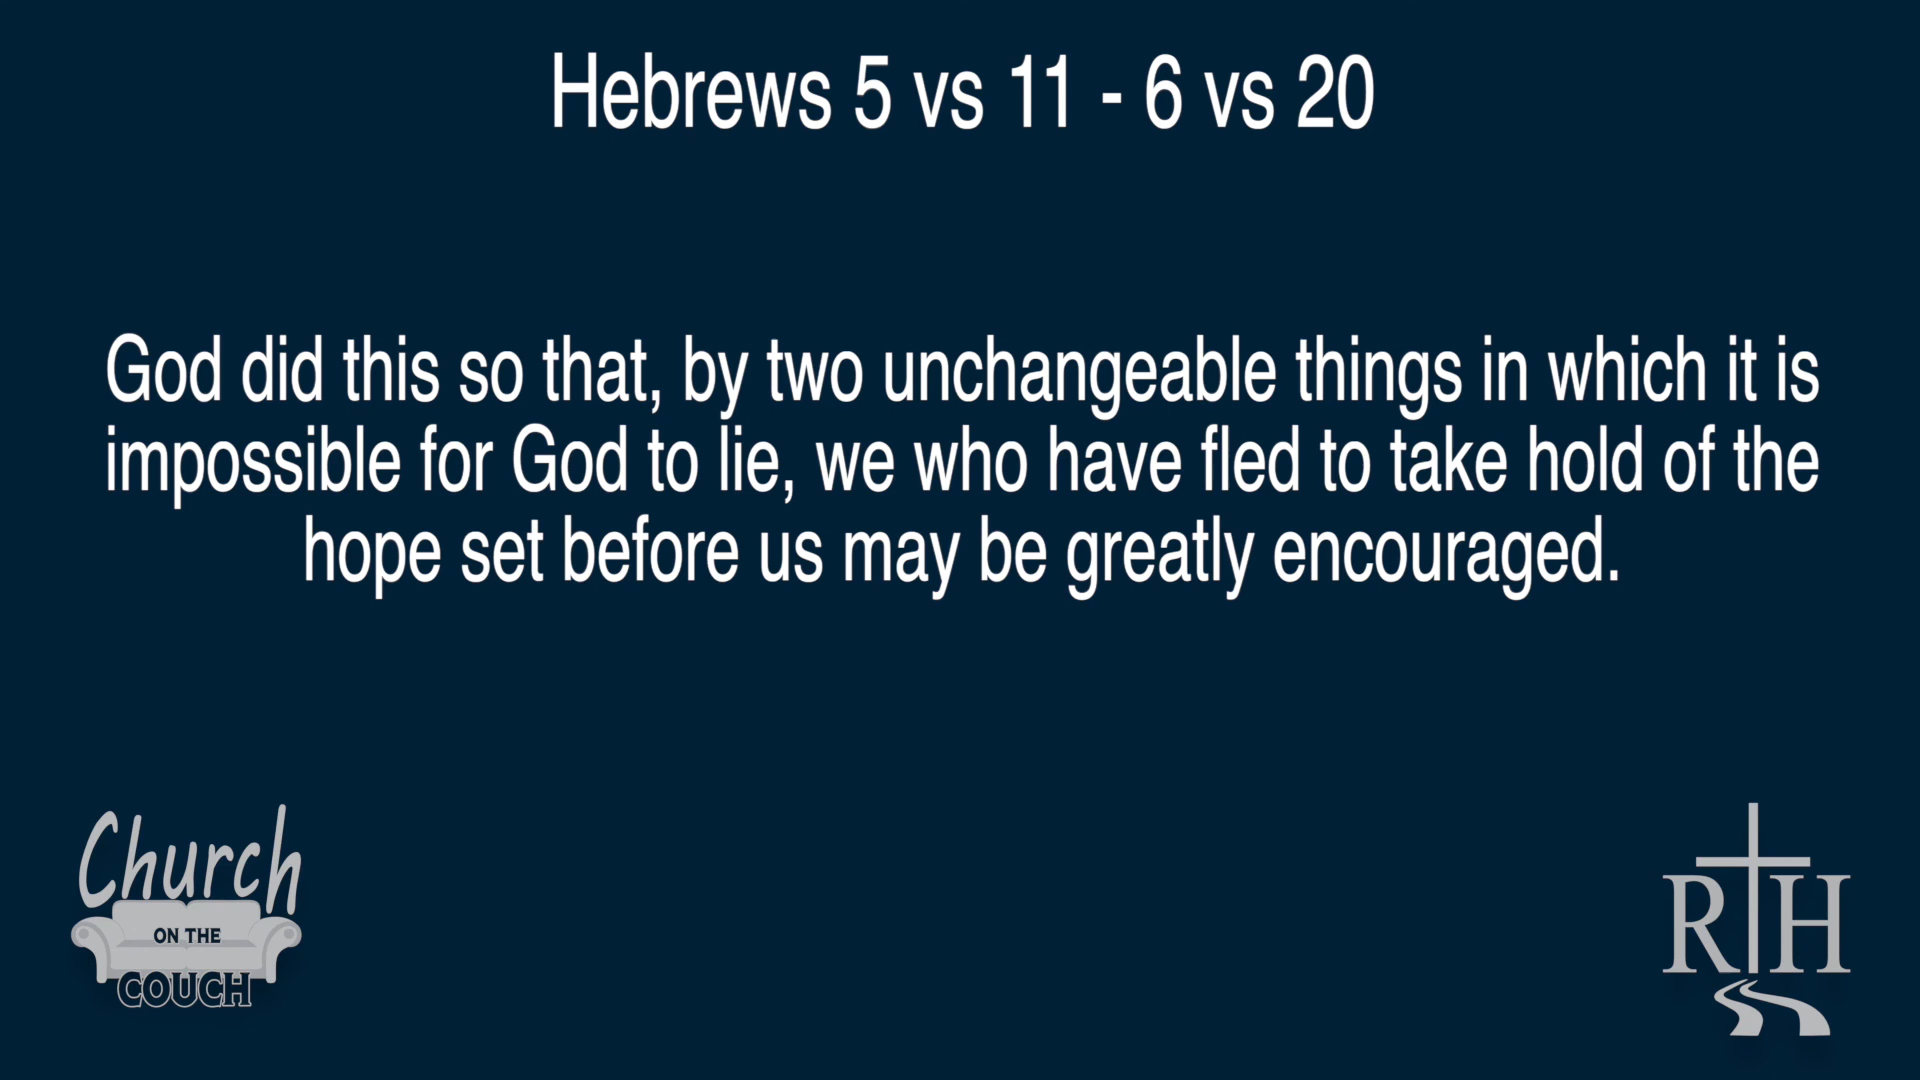 Hebrews 5 vs 11 - 6 vs 20
God did this so that, by two unchangeable things in which it is
impossible for God to lie, we who have fled to take hold of the
hope set before us may be greatly encouraged.
Church
ON THE
COUCH
RTH